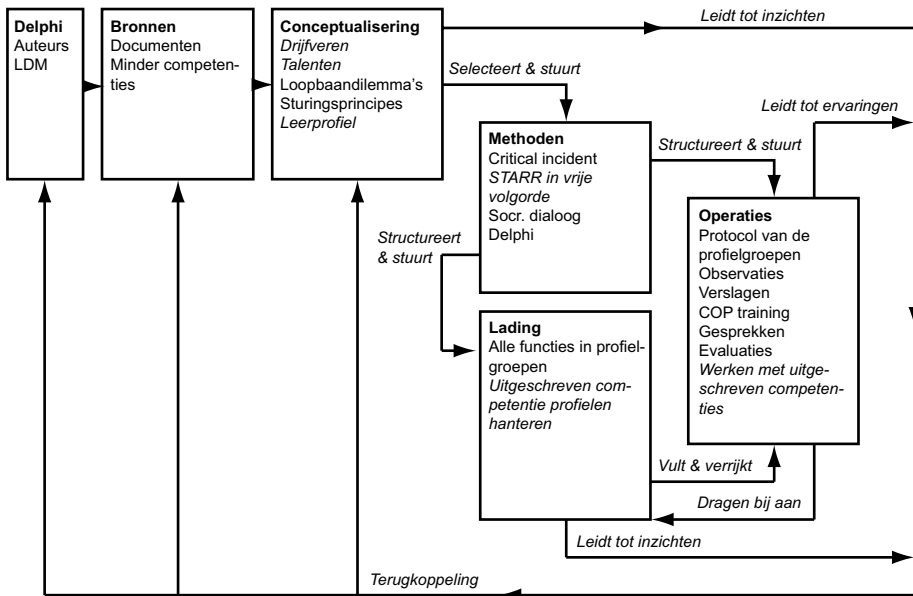 Delphi
Auteurs
LDM
Bronnen
Documenten
Minder competen-
ties
Conceptualisering
Drijfveren
Talenten
Loopbaandilemma's
Sturingsprincipes
Leerprofiel
Leidt tot inzichten
Selecteert & stuurt
Leidt tot ervaringen
Methoden
Critical incident
STARR in vrije
volgorde
Socr. dialoog
Delphi
Structureert & stuurt
Structureert
& stuurt
Operaties
Protocol van de
profielgroepen
Observaties
Verslagen
COP training
Gesprekken
Evaluaties
Werken met uitge-
schreven competen-
ties
Lading
Alle functies in profiel-
groepen
Uitgeschreven com-
petentie profielen
hanteren
Vult & verrijkt
Dragen bij aan
Leidt tot inzichten
Terugkoppeling